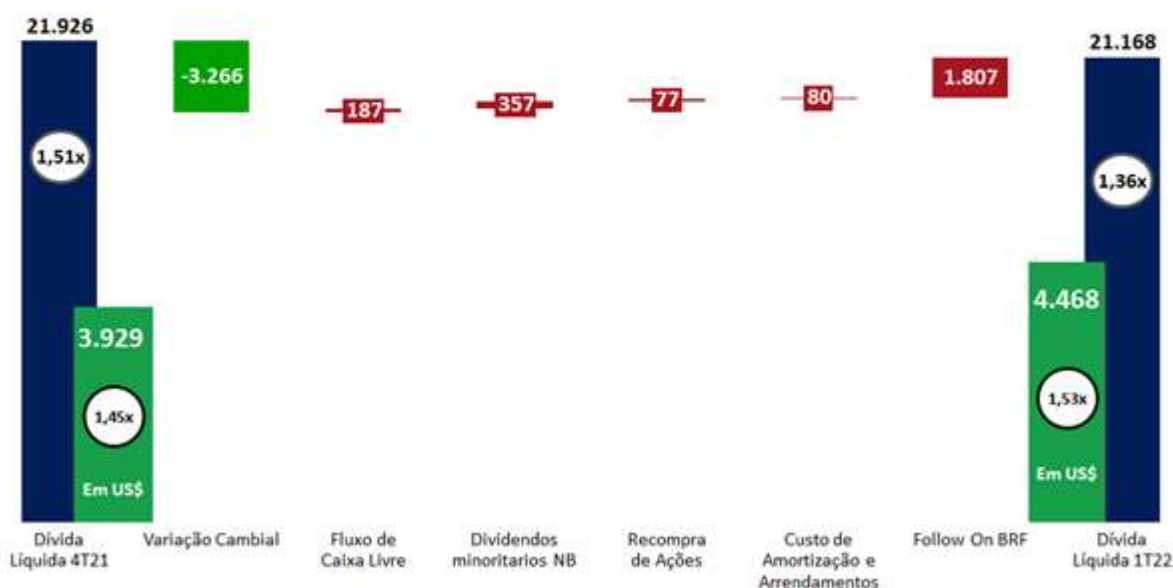 21.926
-3.266
187
357
77
80
1.807
21.168
1,51x
1,36x
3.929
4.468
1,45x
1,53x
Em US$
Em US$
Dívida
Líquida 4T21
Variação Cambial
Fluxo de
Caixa Livre
Dividendos
minoritarios NB
Recompra
de Ações
Custo de
Amortização e
Arrendamentos
Follow On BRF
Dívida
Líquida 1T22